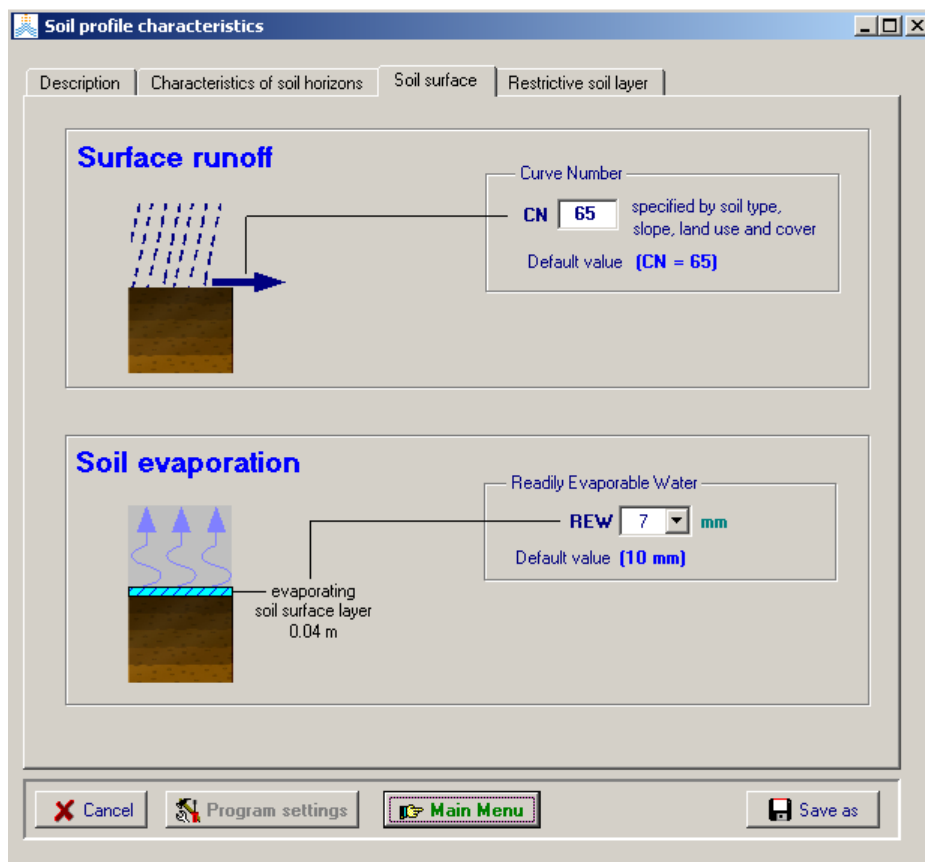 Soil profile characteristics
Description
Characteristics of soil horizons
Soil surface
Restrictive soil layer
Surface runoff
Curve Number
CN 65 specified by soil type,
slope, land use and cover
Default value (CN = 65)
Soil evaporation
Readily Evaporable Water
REW 7 mm
Default value (10 mm)
evaporating
soil surface layer
0.04 m
Cancel
Program settings
Main Menu
Save as